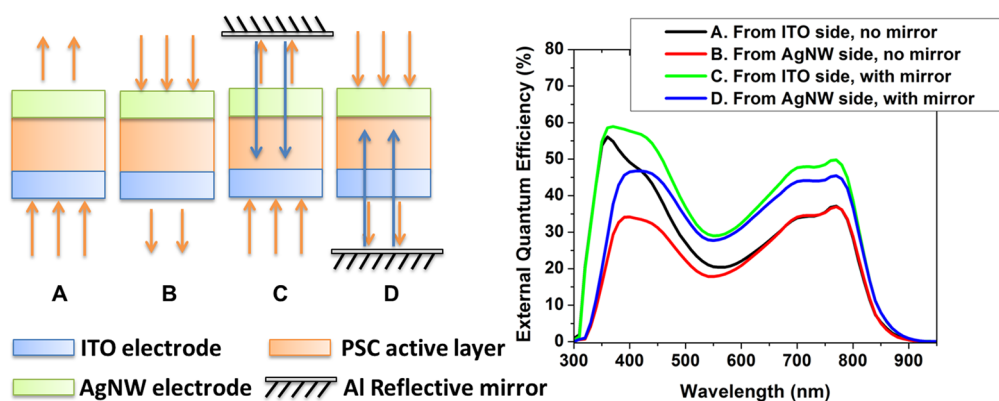 A
B
C
D
ITO electrode
PSC active layer
AgNW electrode
Al Reflective mirror
A. From ITO side, no mirror
B. From AgNW side, no mirror
C. From ITO side, with mirror
D. From AgNW side, with mirror
External Quantum Efficiency (%)
80
70
60
50
40
30
20
10
0
300 400 500 600 700 800 900
Wavelength (nm)